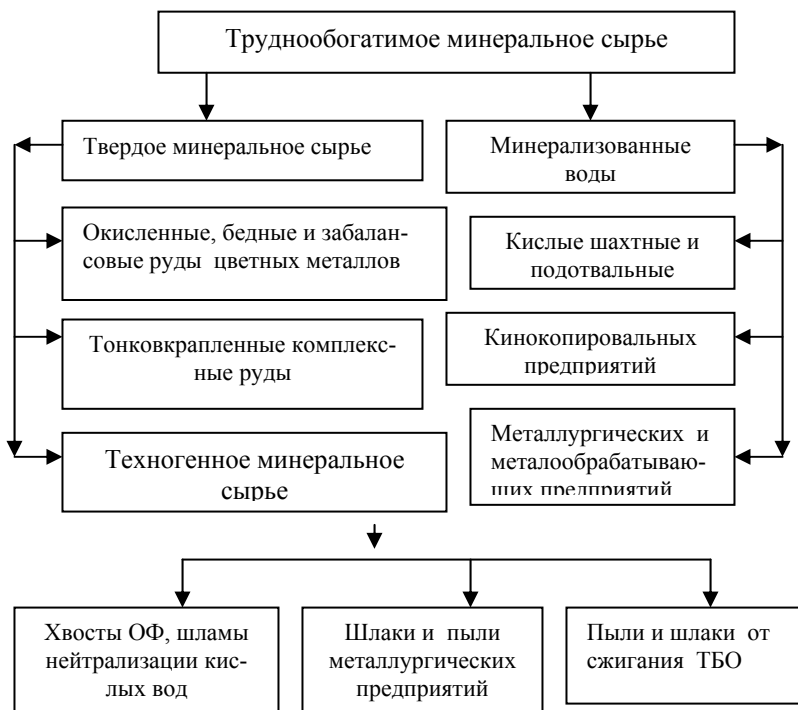 Труднообогатимое минеральное сырье
Твердое минеральное сырье
Минерализованные
воды
Окисленные, бедные и забалан-
совые руды цветных металлов
Кислые шахтные и
подотвальные
Тонковкрапленные комплекс-
ные руды
Кинокопировальных
предприятий
Техногенное минеральное
сырье
Металлургических и
металообрабатываю-
щих предприятий
Хвосты ОФ, шламы
нейтрализации кис-
лых вод
Шлаки и пыли
металлургических
предприятий
Пыли и шлаки от
сжигания ТБО